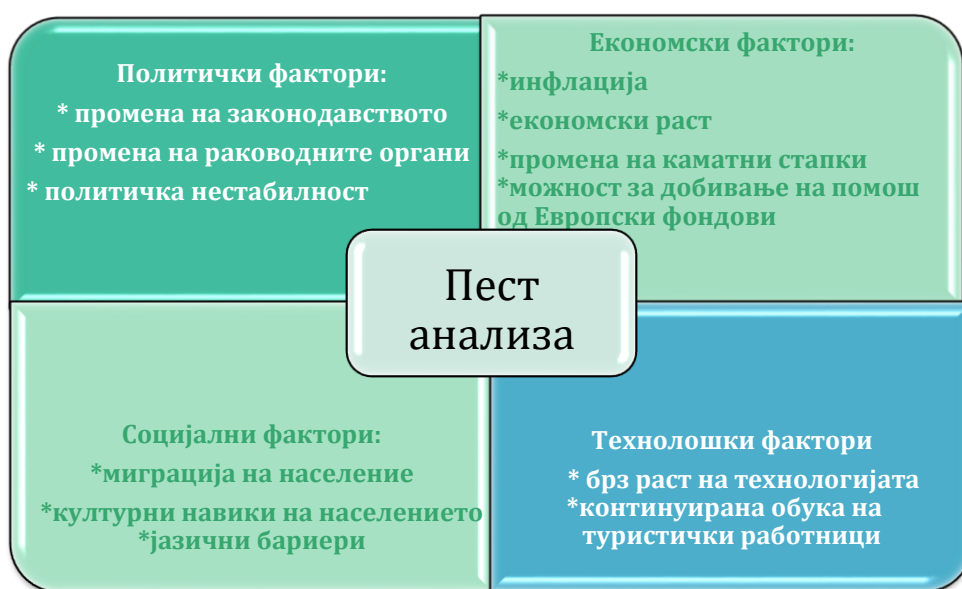 Политички фактори:
* промена на законодавството
* промена на раководните органи
* политичка нестабилност
Економски фактори:
*инфлација
*економски раст
*промена на каматни стапки
*можност за добивање на помош
од Европски фондови
Пест
анализа
Социјални фактори:
*миграција на население
*културни навики на населението
*јазични бариери
Технолошки фактори
* брз раст на технологијата
*континуирана обука на
туристички работници